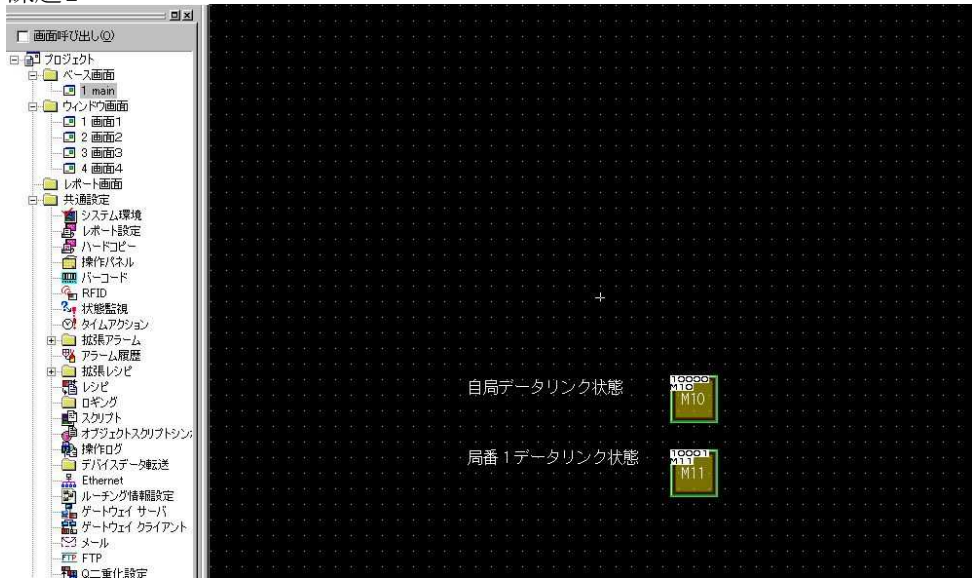 画面呼び出し(O)
プロジェクト
ベース画面
1 main
ウィンドウ画面
1 画面1
2 画面2
3 画面3
4 画面4
レポート画面
共通設定
システム環境
レポート設定
ハードコピー
操作パネル
バーコード
RFID
状態監視
タイムアクション
拡張アラーム
アラーム履歴
拡張レシピ
レシピ
ロギング
スクリプト
オブジェクトスクリプトシン
操作ログ
デバイスデータ転送
Ethernet
ルーチング情報設定
ゲートウェイ サーバ
ゲートウェイ クライアント
メール
FTP
Q二重化設定
自局データリンク状態
10000
M10
M10
局番1データリンク状態
10001
M11
M11